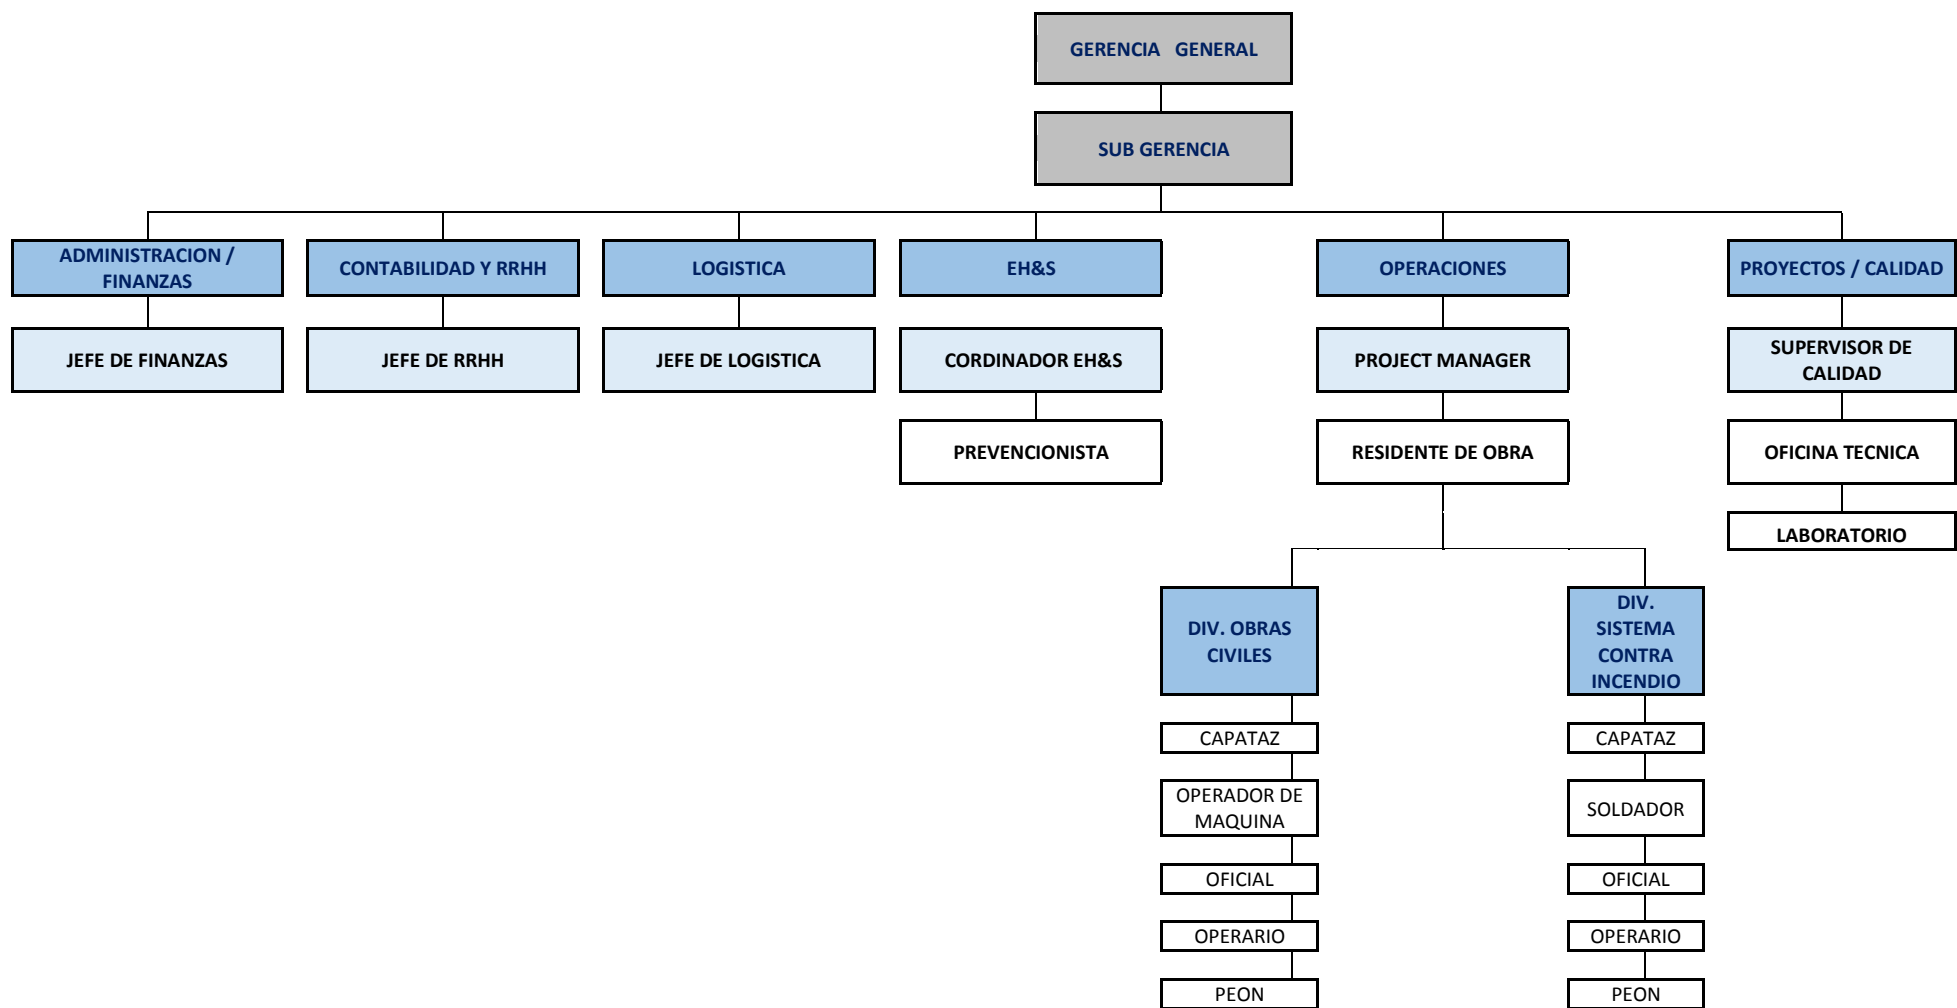 GERENCIA GENERAL
SUB GERENCIA
ADMINISTRACION /
FINANZAS
CONTABILIDAD Y RRHH
LOGISTICA
EH&S
OPERACIONES
PROYECTOS / CALIDAD
JEFE DE FINANZAS
JEFE DE RRHH
JEFE DE LOGISTICA
CORDINADOR EH&S
PROJECT MANAGER
SUPERVISOR DE
CALIDAD
PREVENCIONISTA
RESIDENTE DE OBRA
OFICINA TECNICA
LABORATORIO
DIV. OBRAS
CIVILES
DIV.
SISTEMA
CONTRA
INCENDIO
CAPATAZ
CAPATAZ
OPERADOR DE
MAQUINA
SOLDADOR
OFICIAL
OFICIAL
OPERARIO
OPERARIO
PEON
PEON